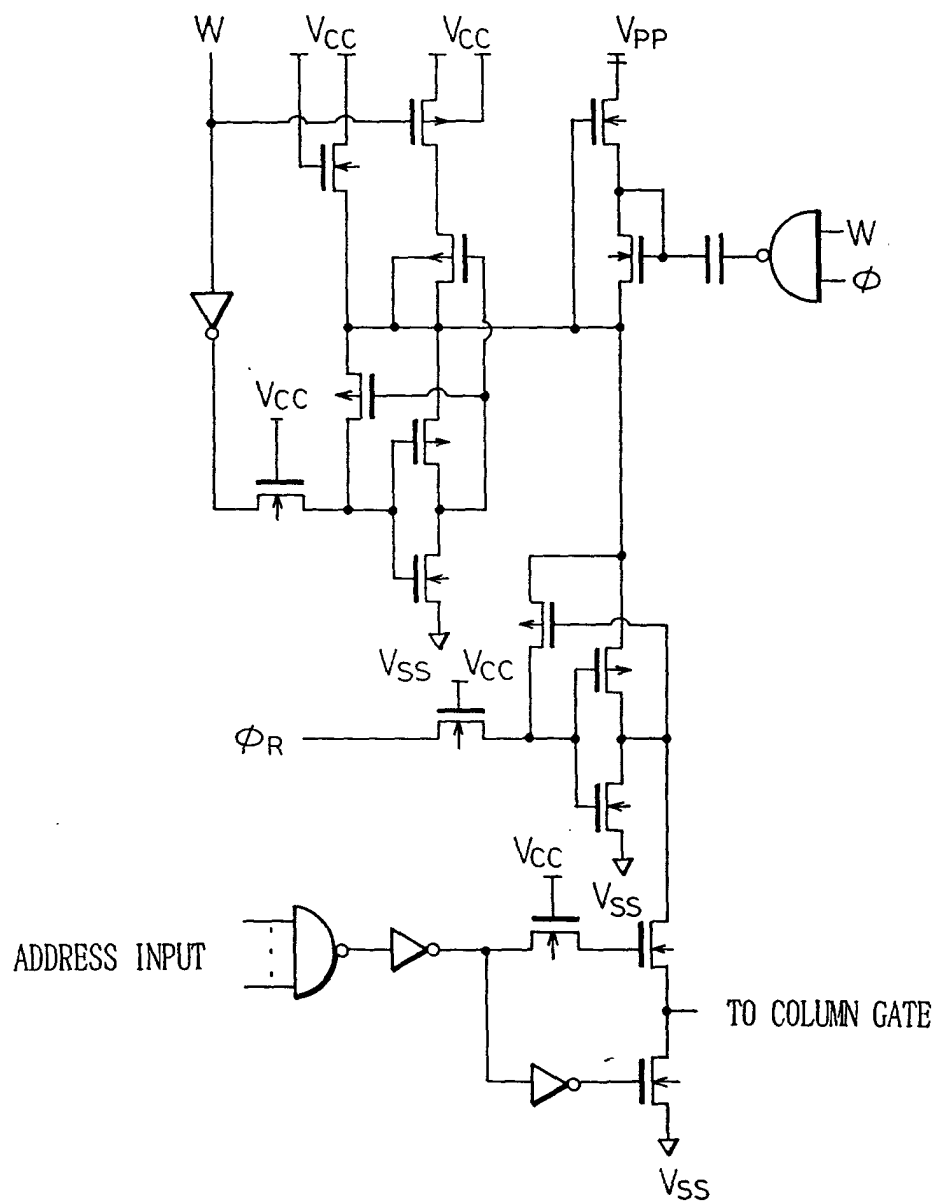 W
VCC
VCC
VPP
W
ϕ
VCC
VSS
VCC
ϕR
VCC
VSS
ADDRESS INPUT
TO COLUMN GATE
VSS